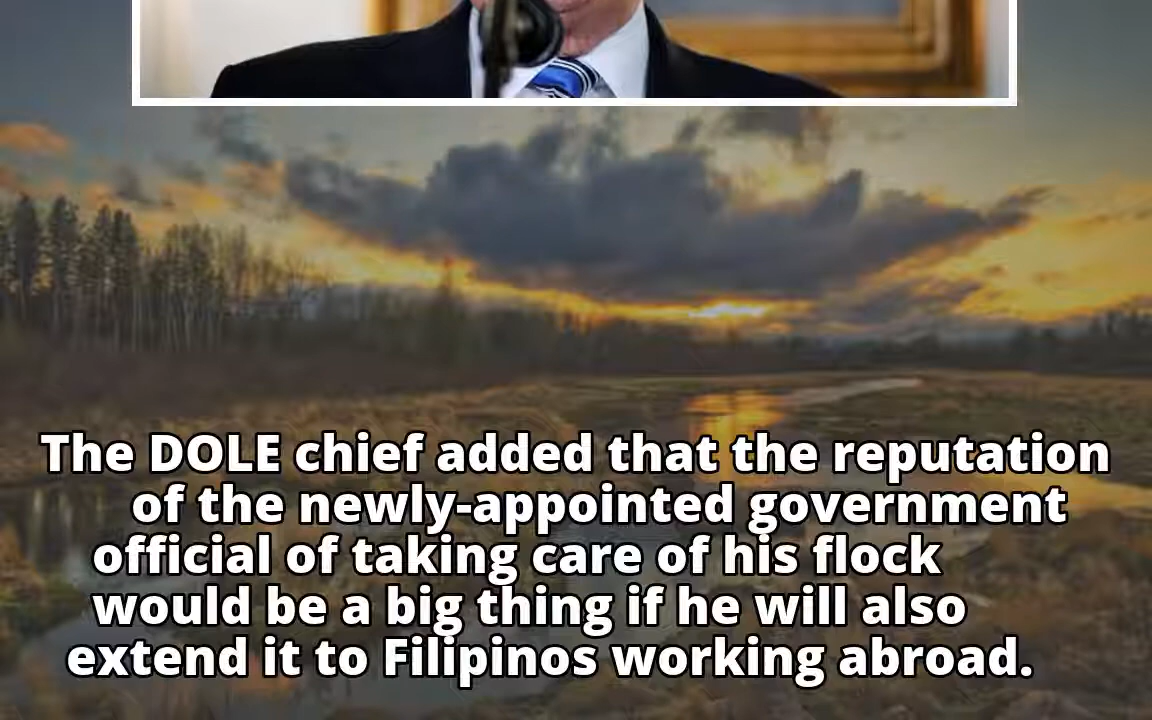 The DOLE chief added that the reputation
of the newly-appointed government
official of taking care of his flock
would be a big thing if he will also
extend it to Filipinos working abroad.